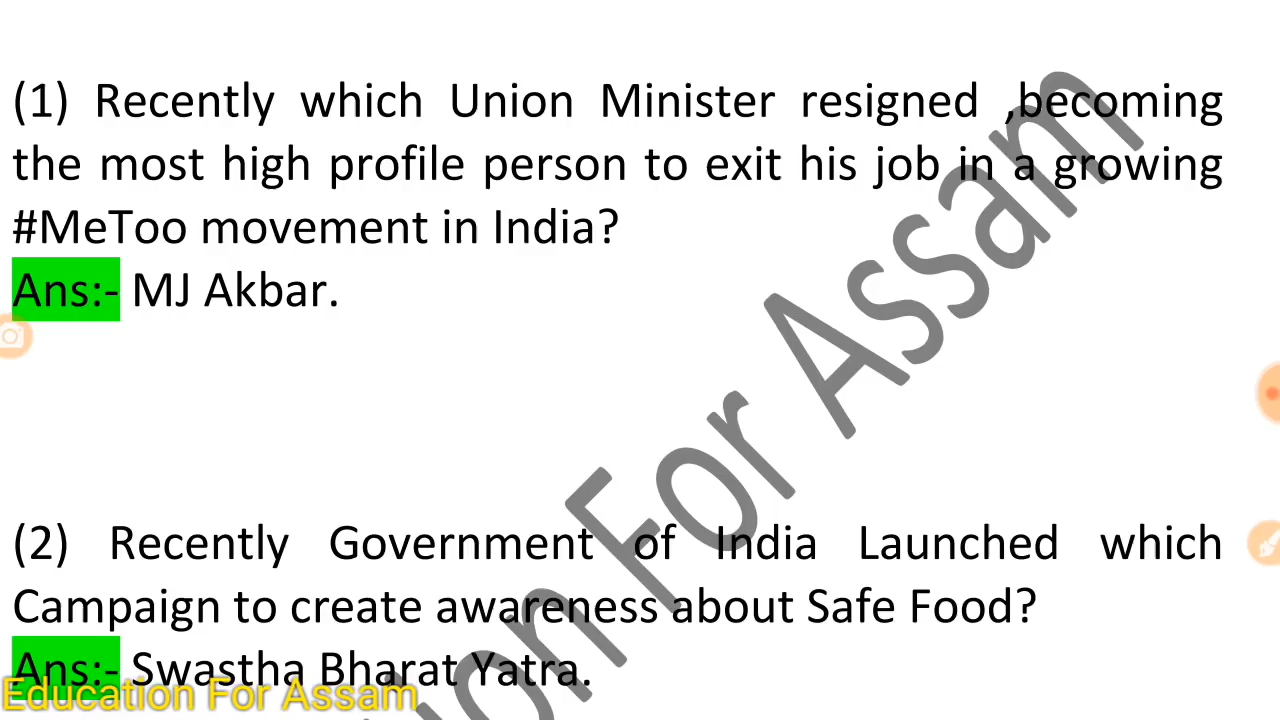 (1) Recently which Union Minister resigned ,becoming
the most high profile person to exit his job in a growing
#MeToo movement in India?
Ans:- MJ Akbar.
(2) Recently Government of India Launched which
Campaign to create awareness about Safe Food?
Ans:- Swastha Bharat Yatra.
Education For Assam
ion For Assam